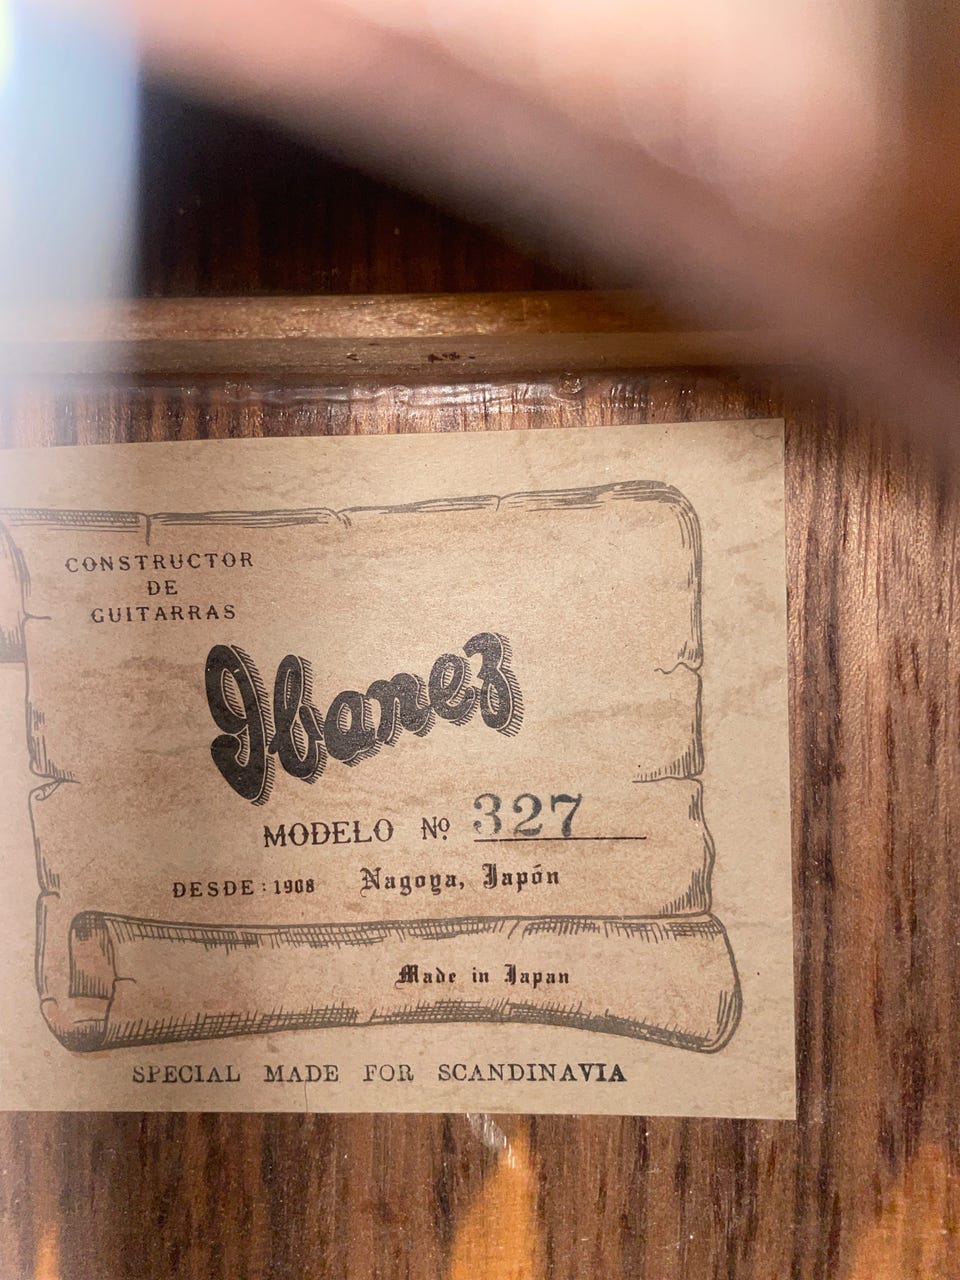 CONSTRUCTOR
DE
GUITARRAS
Ibanez
MODELO Nº 327
DESDE: 1908 Nagoya, Japón
Made in Japan
SPECIAL MADE FOR SCANDINAVIA